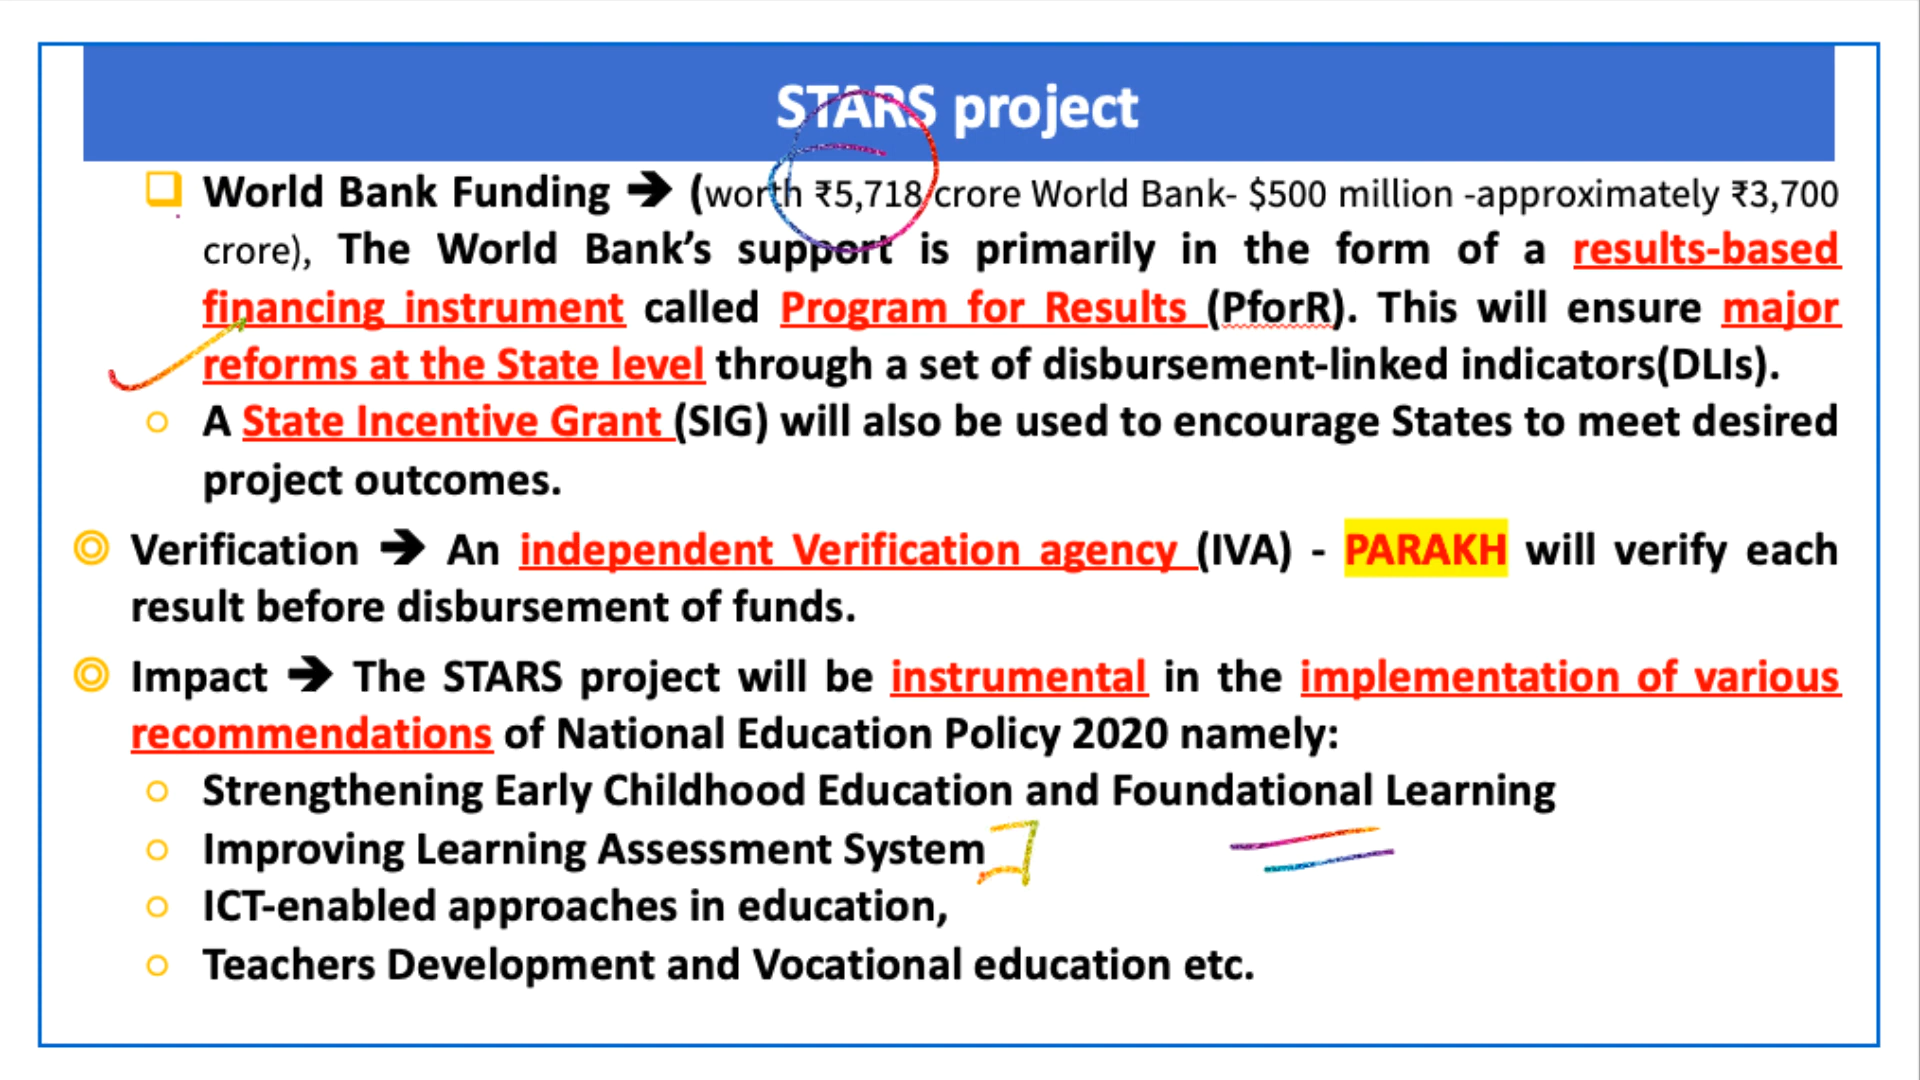 STARS project
World Bank Funding ➔ (worth ₹5,718 crore World Bank- $500 million -approximately ₹3,700
crore), The World Bank’s support is primarily in the form of a results-based
financing instrument called Program for Results (PforR). This will ensure major
reforms at the State level through a set of disbursement-linked indicators(DLIs).
A State Incentive Grant (SIG) will also be used to encourage States to meet desired
project outcomes.
Verification ➔ An independent Verification agency (IVA) - PARAKH will verify each
result before disbursement of funds.
Impact ➔ The STARS project will be instrumental in the implementation of various
recommendations of National Education Policy 2020 namely:
Strengthening Early Childhood Education and Foundational Learning
Improving Learning Assessment System
ICT-enabled approaches in education,
Teachers Development and Vocational education etc.